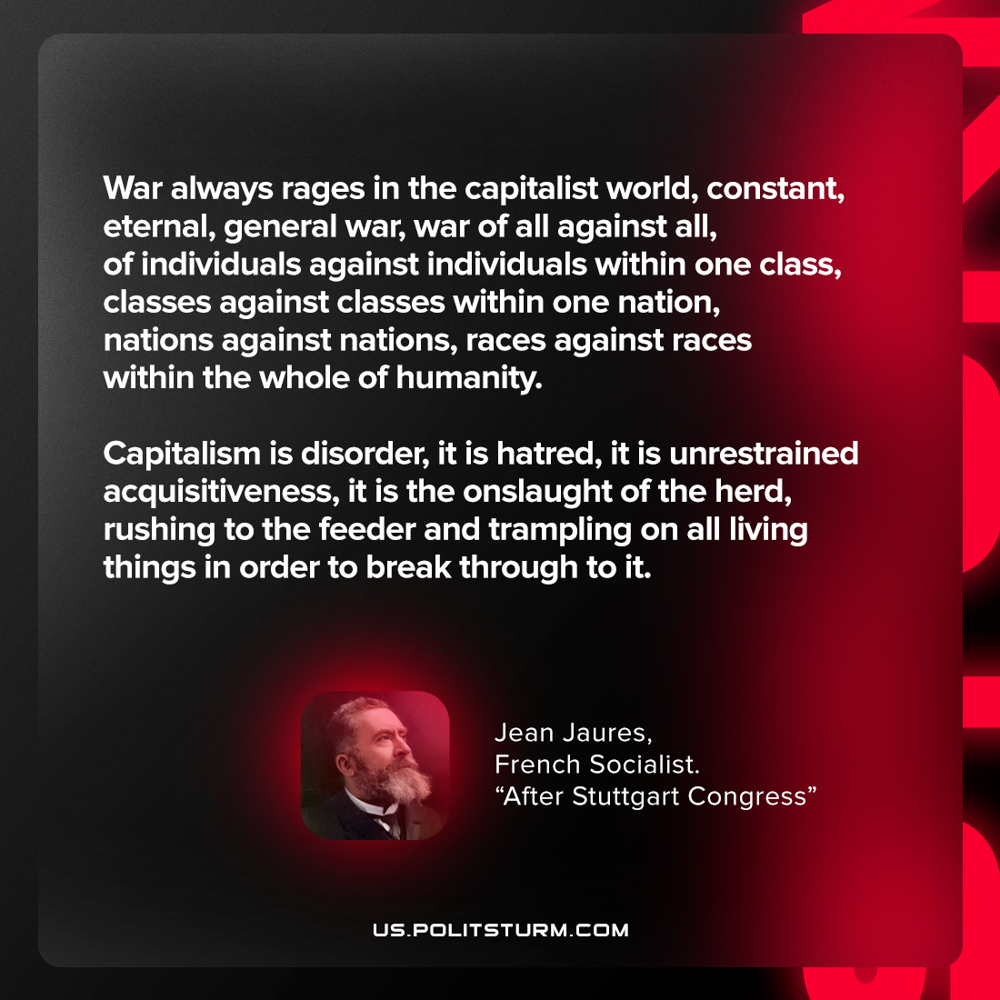 War always rages in the capitalist world, constant,
eternal, general war, war of all against all,
of individuals against individuals within one class,
classes against classes within one nation,
nations against nations, races against races
within the whole of humanity.
Capitalism is disorder, it is hatred, it is unrestrained
acquisitiveness, it is the onslaught of the herd,
rushing to the feeder and trampling on all living
things in order to break through to it.
Jean Jaures,
French Socialist.
“After Stuttgart Congress”
US.POLITSTURM.COM